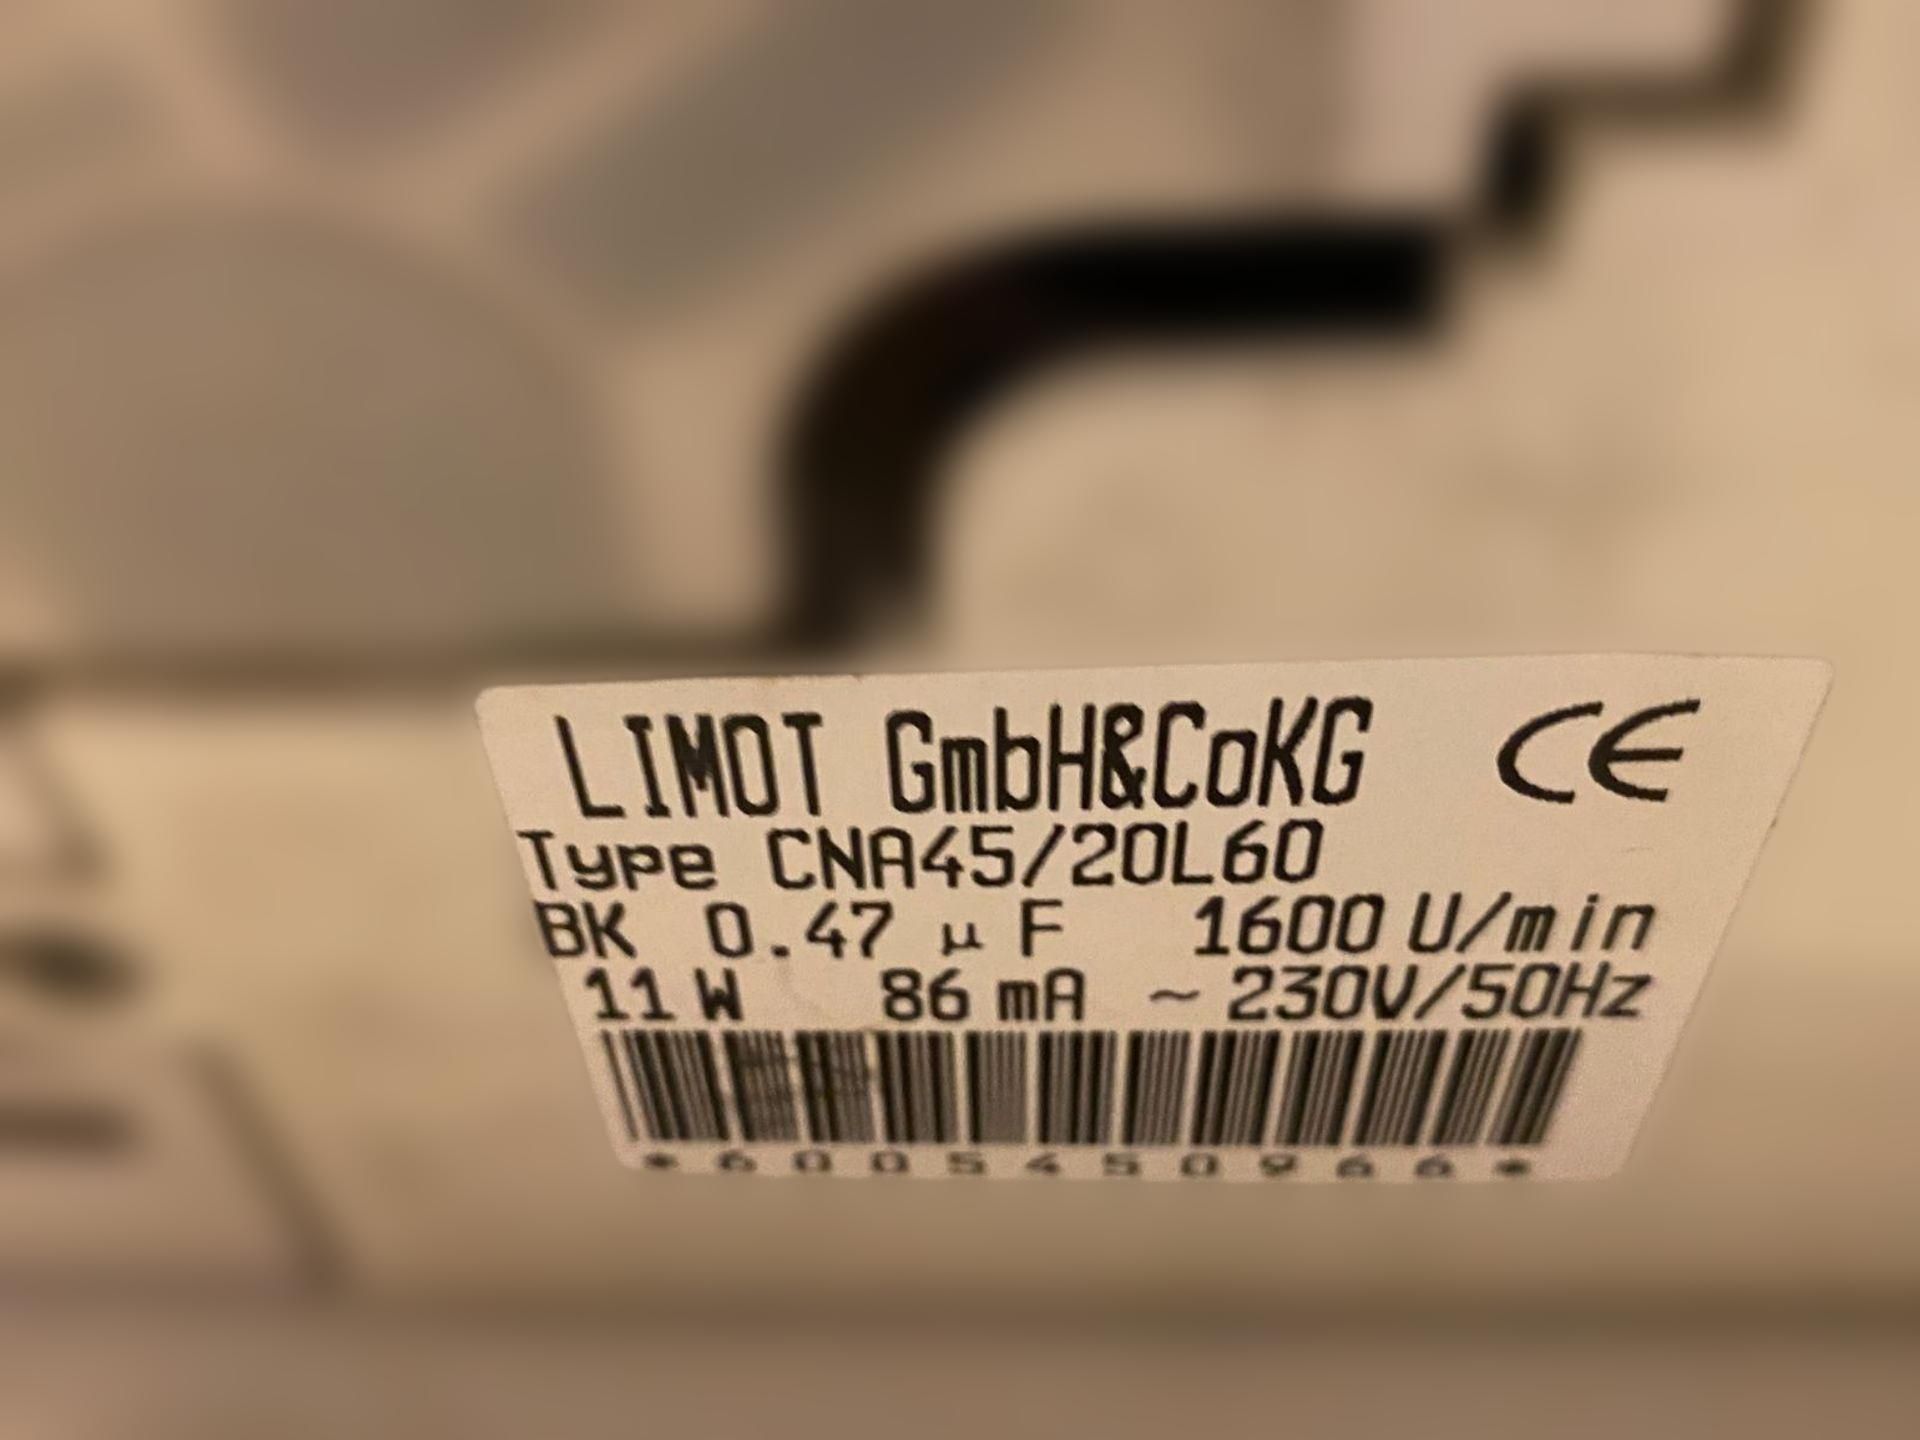 LIMOT GmbH&CoKG CE
Type CNA45/20L60
BK 0.47 µF 1600 U/min
11 W 86 mA ~ 230V/50Hz
*6005450966*